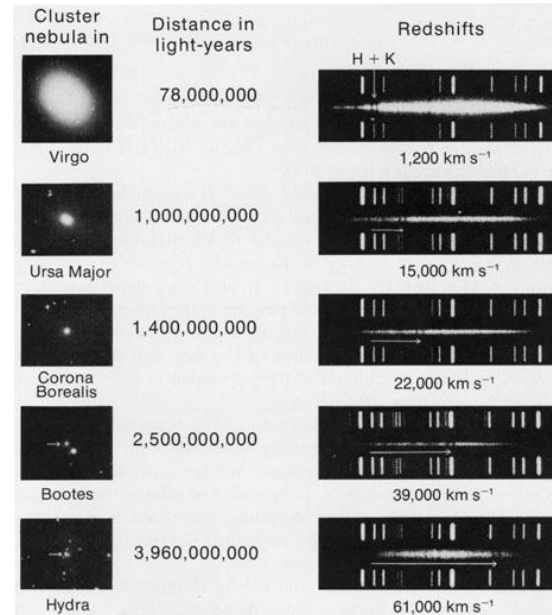 Cluster
nebula in
Distance in
light-years
Redshifts
H + K
78,000,000
Virgo
1,200 km s⁻¹
1,000,000,000
Ursa Major
15,000 km s⁻¹
1,400,000,000
Corona
Borealis
22,000 km s⁻¹
2,500,000,000
Bootes
39,000 km s⁻¹
3,960,000,000
Hydra
61,000 km s⁻¹